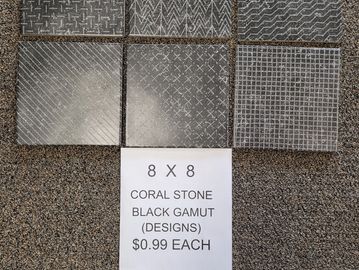 8 X 8
CORAL STONE
BLACK GAMUT
(DESIGNS)
$0.99 EACH